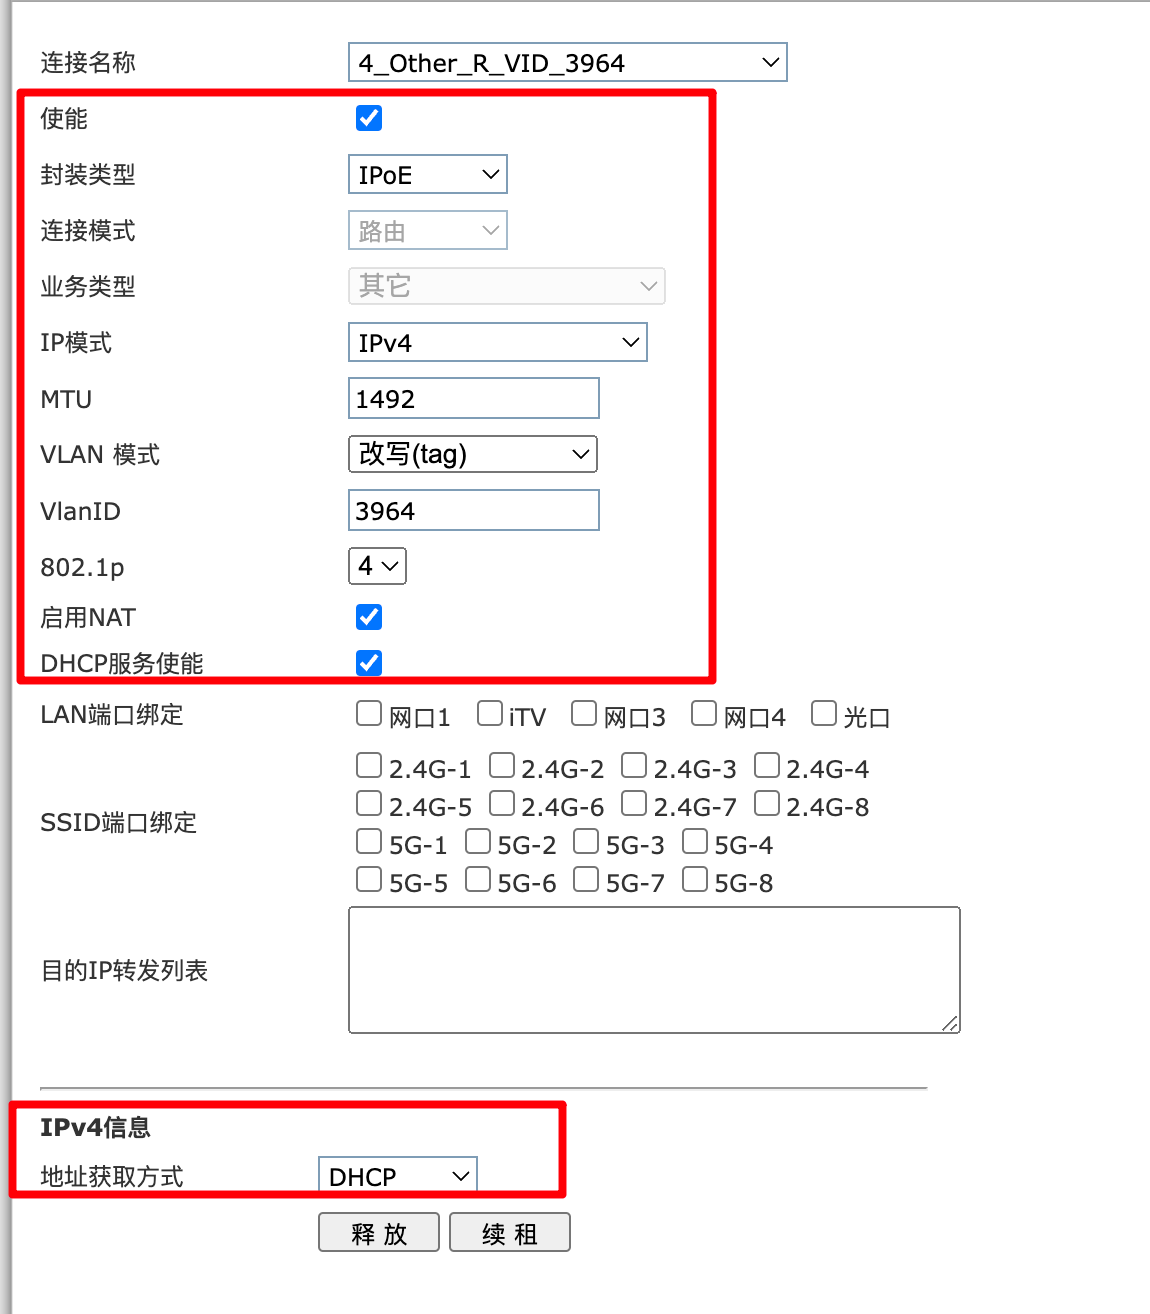 连接名称 4_Other_R_VID_3964
使能
封装类型 IPoE
连接模式 路由
业务类型 其它
IP模式 IPv4
MTU 1492
VLAN 模式 改写(tag)
VlanID 3964
802.1p 4
启用NAT
DHCP服务使能
LAN端口绑定 网口1 iTV 网口3 网口4 光口
2.4G-1 2.4G-2 2.4G-3 2.4G-4
2.4G-5 2.4G-6 2.4G-7 2.4G-8
SSID端口绑定
5G-1 5G-2 5G-3 5G-4
5G-5 5G-6 5G-7 5G-8
目的IP转发列表
IPv4信息
地址获取方式 DHCP
释 放 续 租